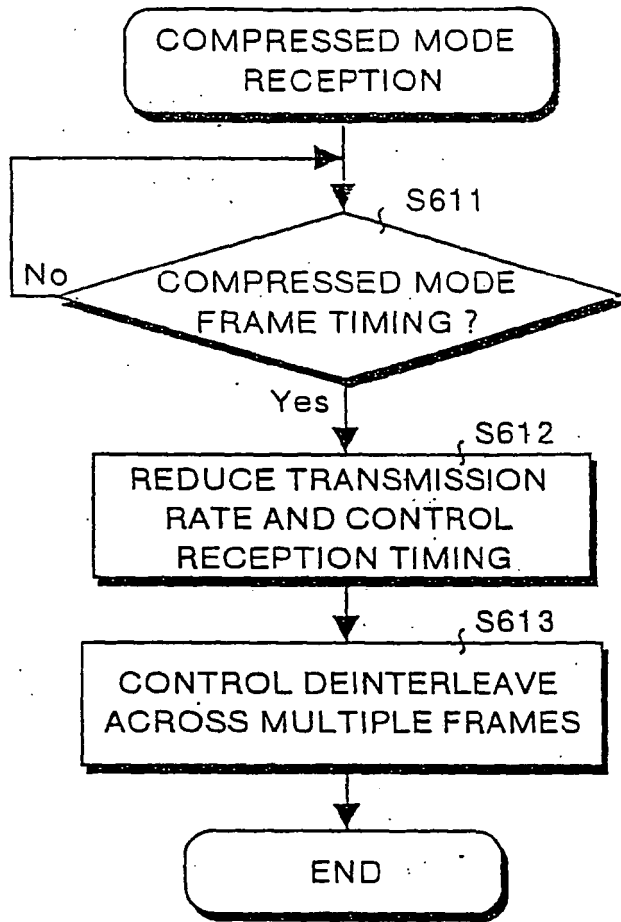 COMPRESSED MODE
RECEPTION
S611
No
COMPRESSED MODE
FRAME TIMING ?
Yes
S612
REDUCE TRANSMISSION
RATE AND CONTROL
RECEPTION TIMING
S613
CONTROL DEINTERLEAVE
ACROSS MULTIPLE FRAMES
END